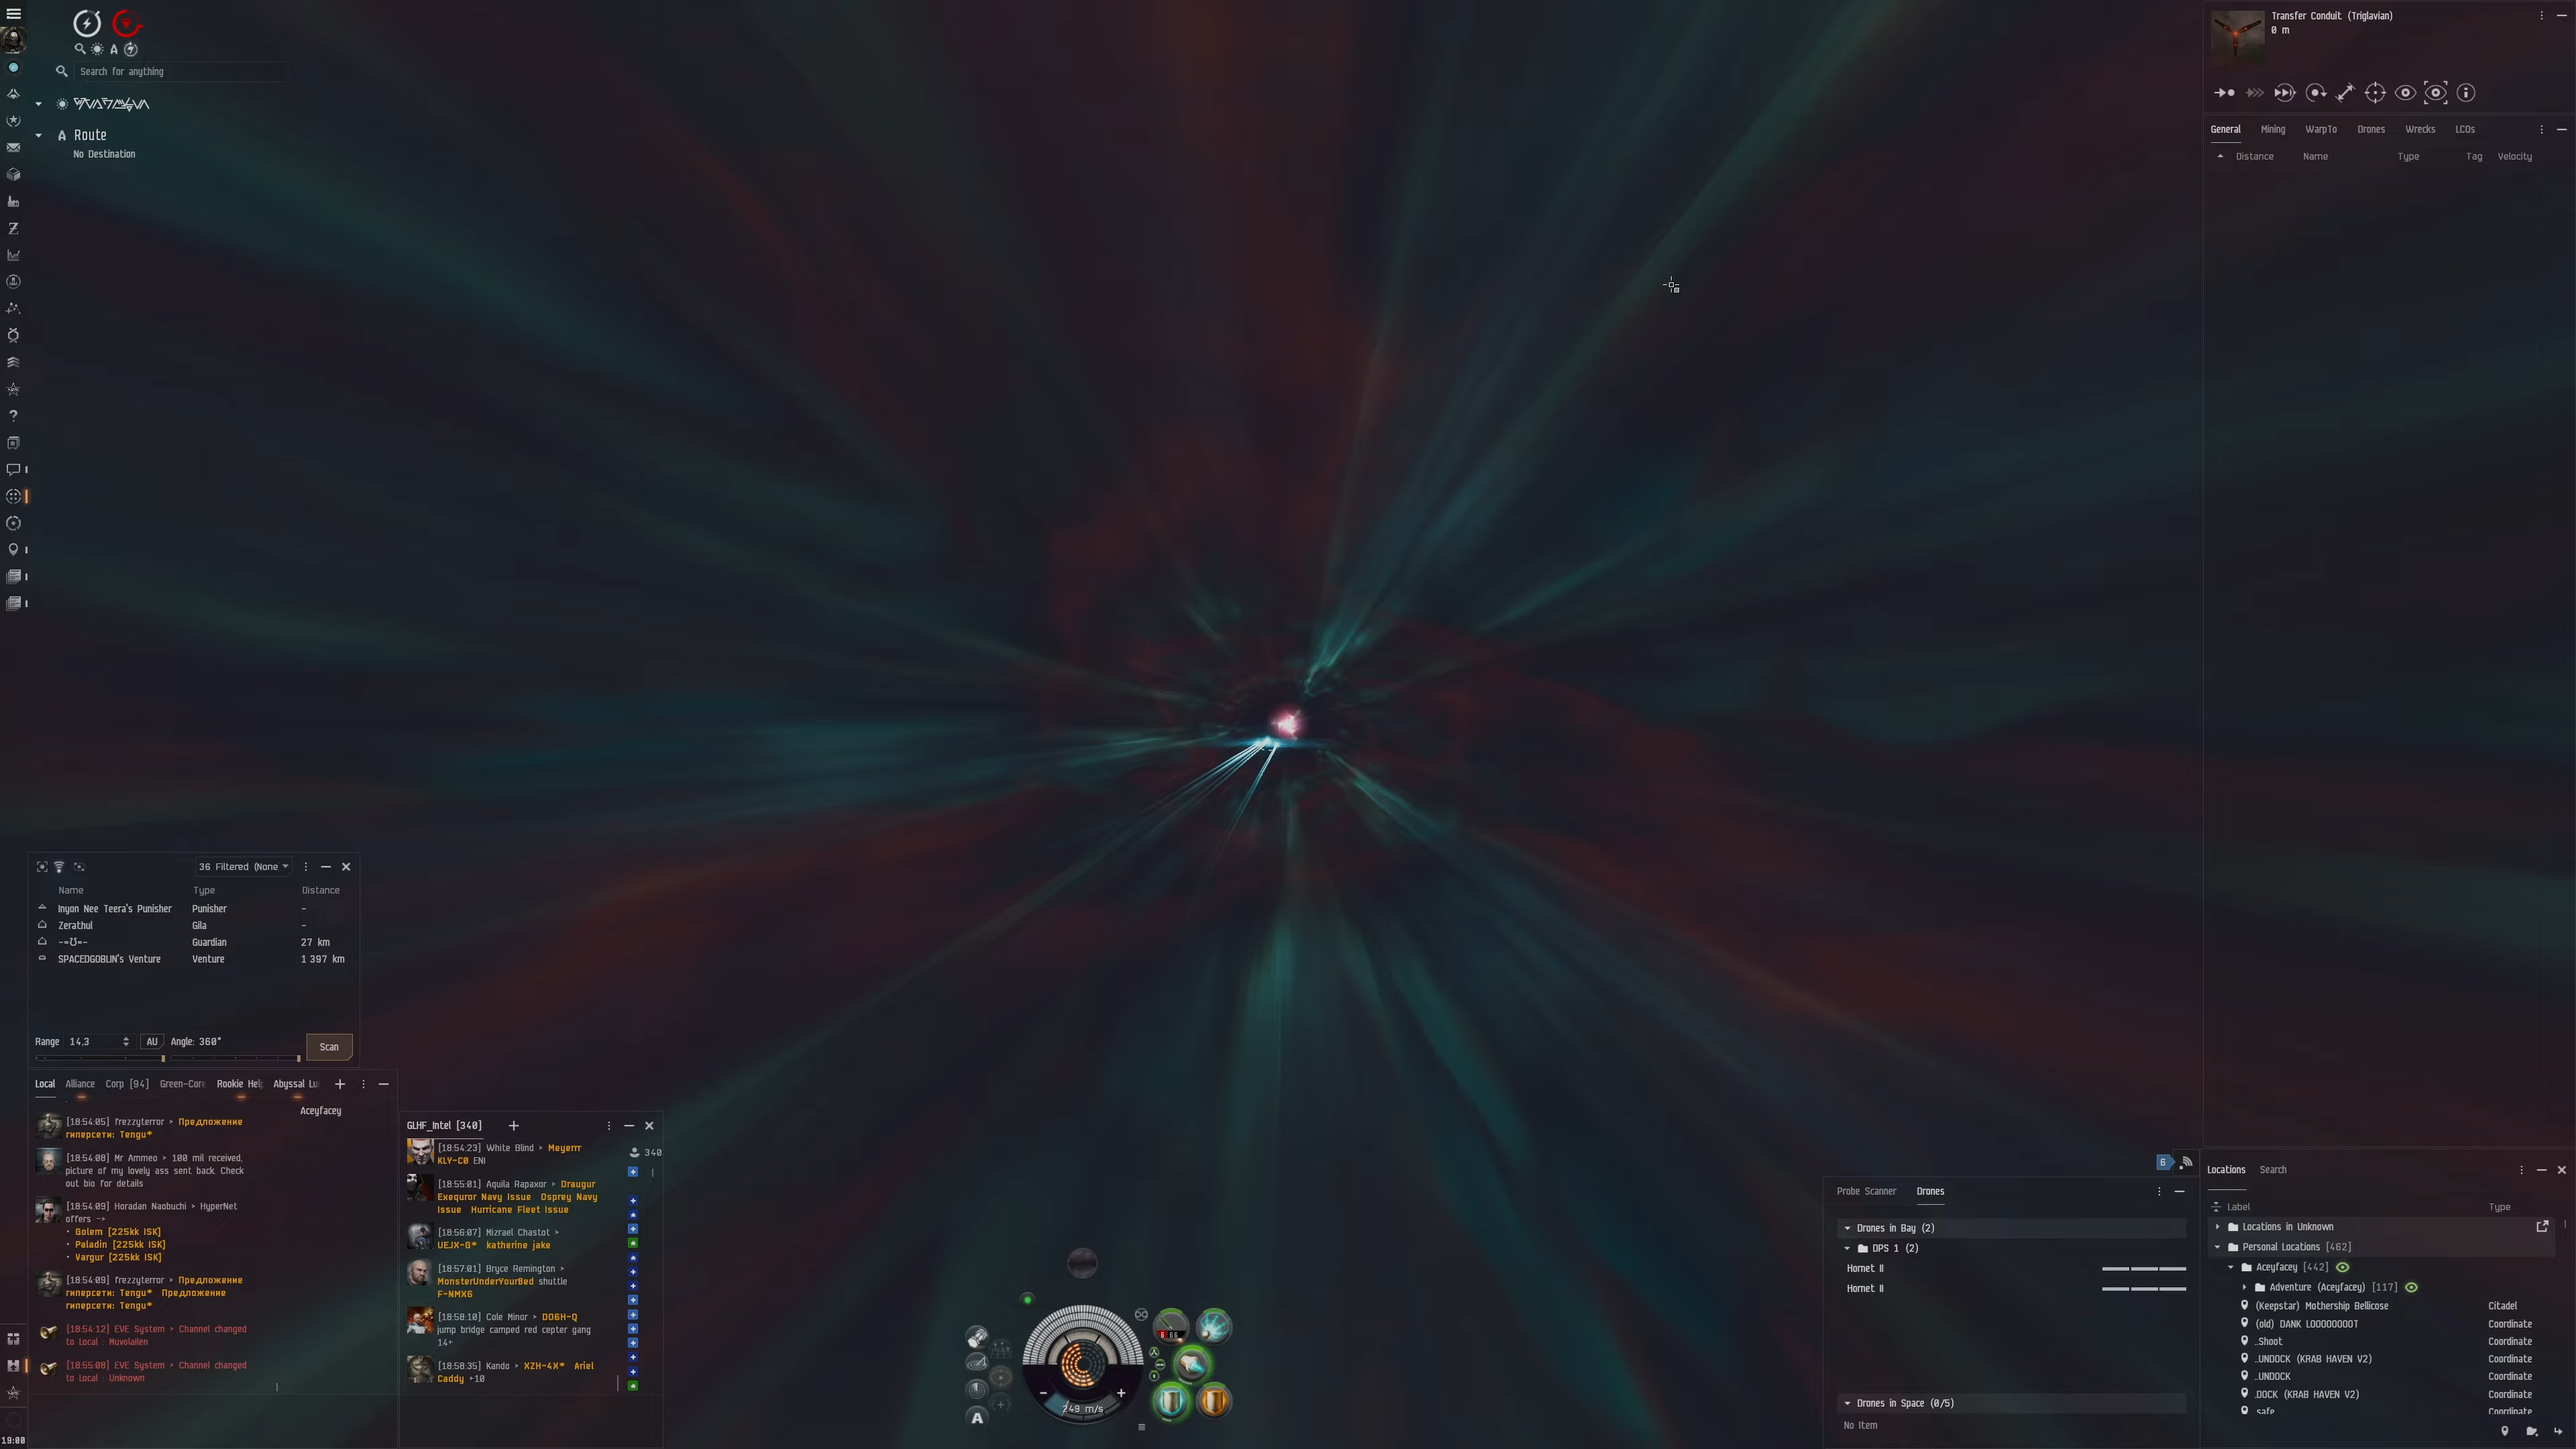 Search for anything
Route
No Destination
Transfer Conduit (Triglavian)
0 m
General Mining WarpTo Drones Wrecks LCOs
Distance Name Type Tag Velocity
36 Filtered (None
Name Type Distance
Inyon Nee Teera's Punisher Punisher -
Zerathul Gila -
Guardian 27 km
SPACEDGOBLIN's Venture Venture 1 397 km
Range 14,3 AU Angle: 360°
Scan
Local Alliance Corp [94] Green-Cor Rookie Hel Abyssal Lu
Aceyfacey
[18:54:05] frezzyterror > Предложение
гиперсети: Tengu*
[18:54:08] Mr Ammeo > 100 mil received,
picture of my lovely ass sent back. Check
out bio for details
[18:54:09] Horadan Naobuchi > HyperNet
offers ->
• Golem [225kk ISK]
• Paladin [225kk ISK]
• Vargur [225kk ISK]
[18:54:09] frezzyterror > Предложение
гиперсети: Tengu* Предложение
гиперсети: Tengu*
[18:54:12] EVE System > Channel changed
to Local : Muvolailen
[18:55:08] EVE System > Channel changed
to Local : Unknown
19:00
GLHF_Intel [340]
340
[18:54:23] White Blind > Meyerrr
KLY-C0 ENI
[18:55:01] Aquila Rapaxor > Draugur
Exequror Navy Issue Osprey Navy
Issue Hurricane Fleet Issue
[18:56:07] Mizrael Chastot >
UEJX-G* katherine jake
[18:57:01] Bryce Remington >
MonsterUnderYourBed shuttle
F-NMX6
[18:58:10] Cole Minor > DO6H-Q
jump bridge camped red cepter gang
14+
[18:58:35] Kando > XZH-4X* Ariel
Caddy +10
249 m/s
A
6
Probe Scanner Drones
Drones in Bay (2)
DPS 1 (2)
Hornet II
Hornet II
Drones in Space (0/5)
No Item
Locations Search
Label Type
Locations in Unknown
Personal Locations [462]
Aceyfacey [442]
Adventure (Aceyfacey) [117]
(Keepstar) Mothership Bellicose Citadel
(old) DANK LOOOOOOOT Coordinate
..Shoot Coordinate
..UNDOCK (KRAB HAVEN V2) Coordinate
..UNDOCK Coordinate
.DOCK (KRAB HAVEN V2) Coordinate
safe Coordinate